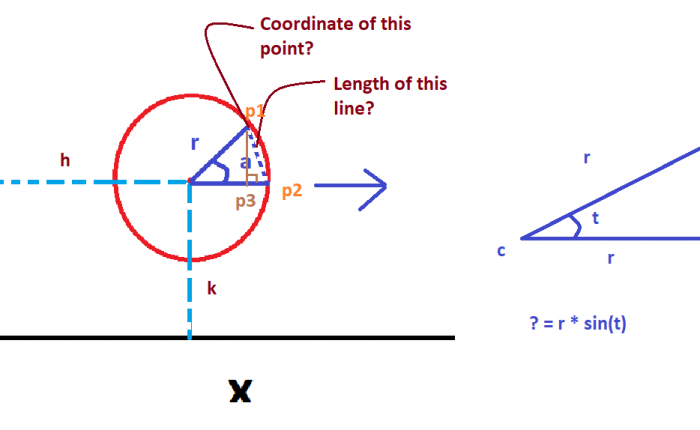 Coordinate of this
point?
Length of this
line?
p1
r
h
a
p3
p2
k
X
r
t
c
r
? = r * sin(t)